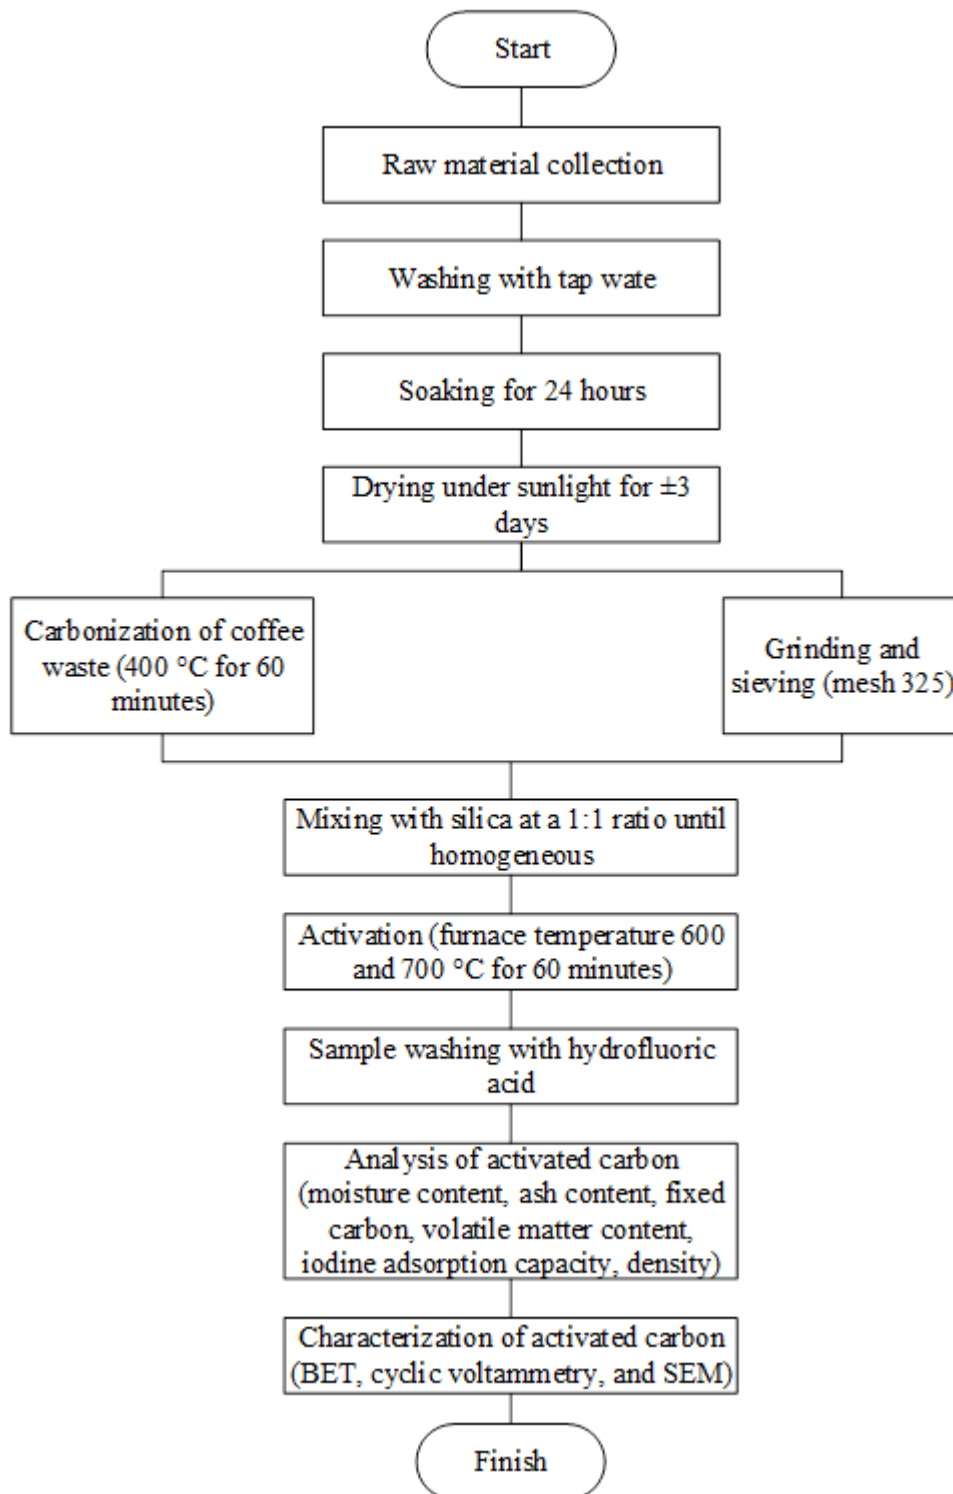 Start
Raw material collection
Washing with tap wate
Soaking for 24 hours
Drying under sunlight for ±3
days
Carbonization of coffee
waste (400 °C for 60
minutes)
Grinding and
sieving (mesh 325)
Mixing with silica at a 1:1 ratio until
homogeneous
Activation (furnace temperature 600
and 700 °C for 60 minutes)
Sample washing with hydrofluoric
acid
Analysis of activated carbon
(moisture content, ash content, fixed
carbon, volatile matter content,
iodine adsorption capacity, density)
Characterization of activated carbon
(BET, cyclic voltammetry, and SEM)
Finish